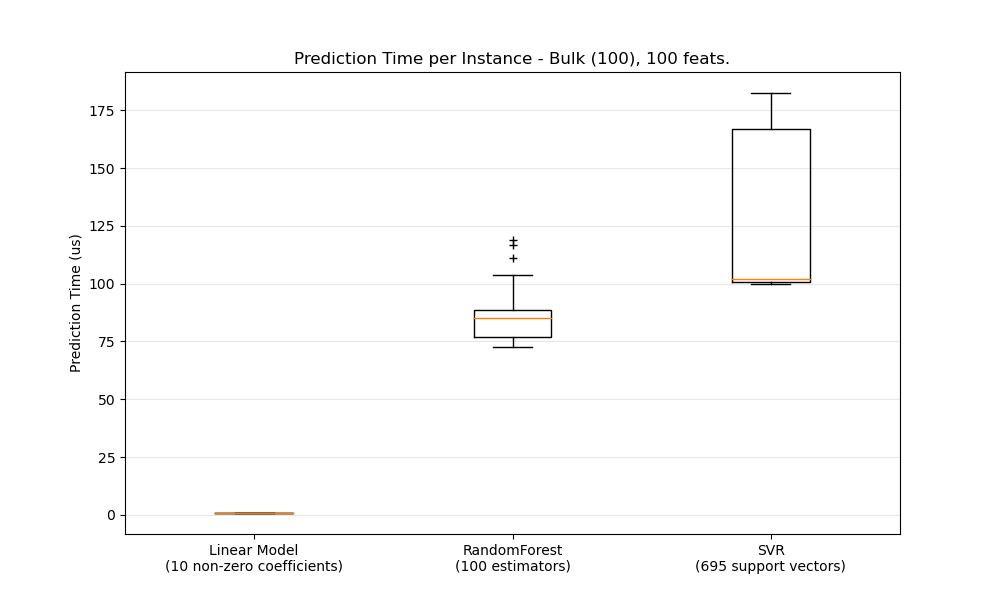 Prediction Time per Instance - Bulk (100), 100 feats.
Prediction Time (us)
175
150
125
100
75
50
25
0
Linear Model
(10 non-zero coefficients)
RandomForest
(100 estimators)
SVR
(695 support vectors)